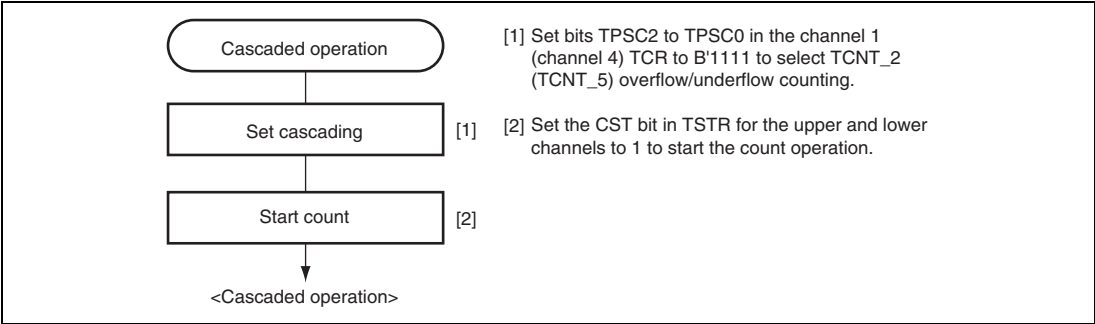 Cascaded operation
Set cascading
[1]
Start count
[2]
<Cascaded operation>
[1] Set bits TPSC2 to TPSC0 in the channel 1
(channel 4) TCR to B'1111 to select TCNT_2
(TCNT_5) overflow/underflow counting.
[2] Set the CST bit in TSTR for the upper and lower
channels to 1 to start the count operation.